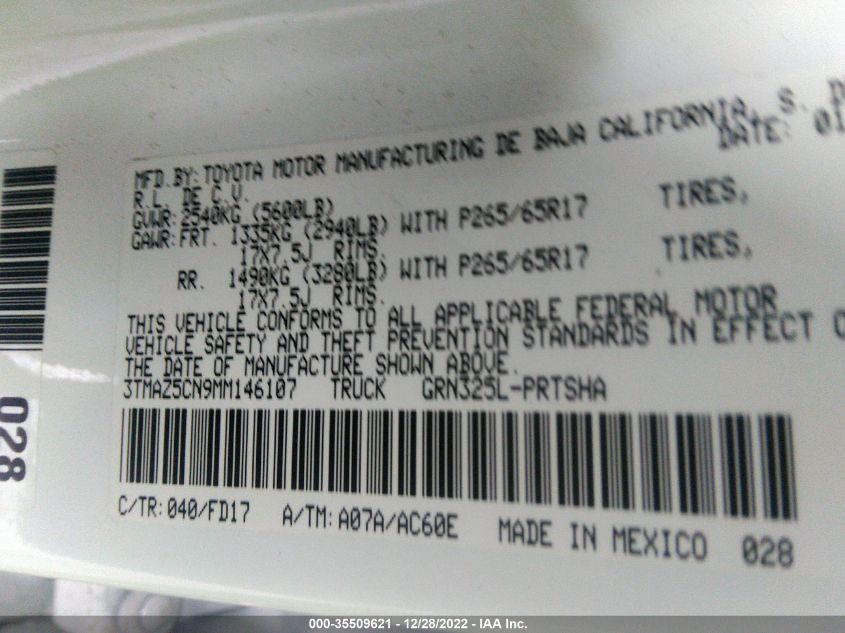 MFD.BY: TOYOTA MOTOR MANUFACTURING DE BAJA CALIFORNIA, S. D
R.L. DE C.V. DATE: 01
GVWR: 2540KG (5600LB)
GAWR: FRT. 1335KG (2940LB) WITH P265/65R17 TIRES,
17X7.5J RIMS.
RR. 1490KG (3280LB) WITH P265/65R17 TIRES,
17X7.5J RIMS.
THIS VEHICLE CONFORMS TO ALL APPLICABLE FEDERAL MOTOR
VEHICLE SAFETY AND THEFT PREVENTION STANDARDS IN EFFECT O
THE DATE OF MANUFACTURE SHOWN ABOVE.
3TMAZ5CN9MM146107 TRUCK GRN325L-PRTSHA
C/TR: 040/FD17 A/TM: A07A/AC60E MADE IN MEXICO 028
028
000-35509621 - 12/28/2022 - IAA Inc.